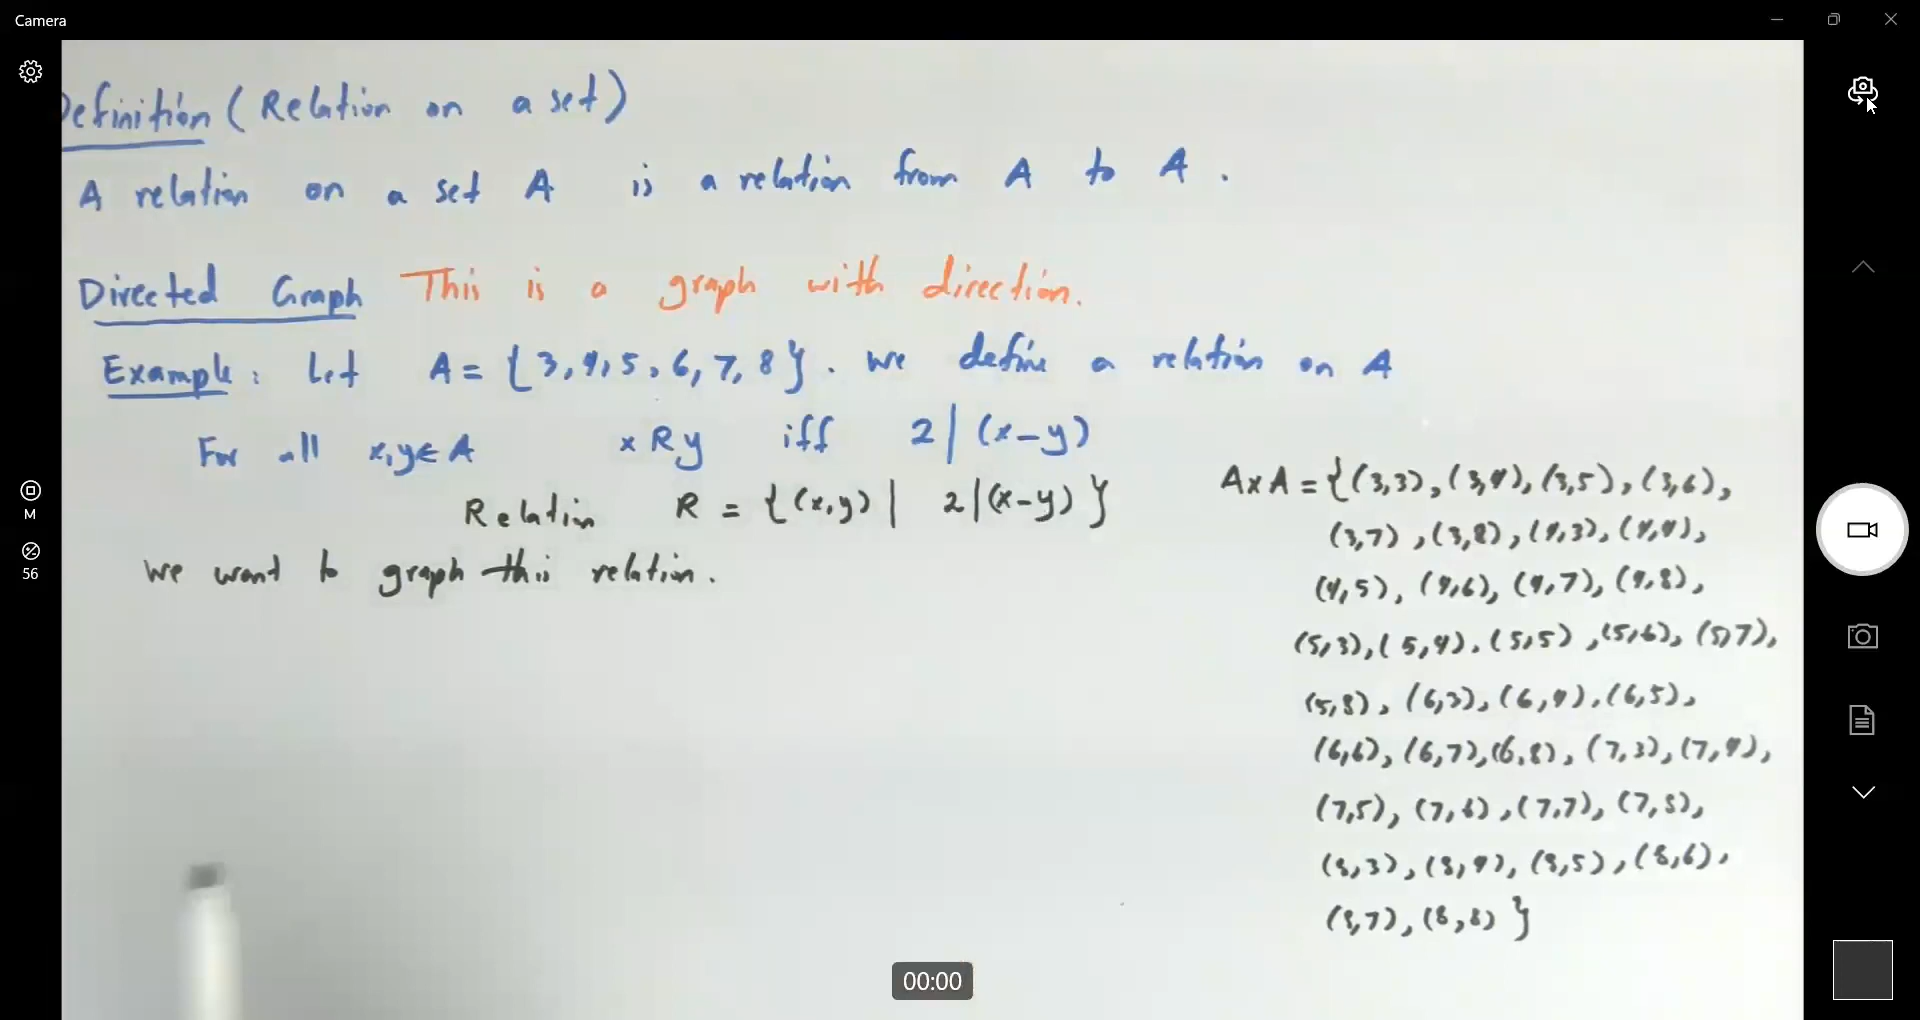 Camera
Definition (Relation on a set)
A relation on a set A is a relation from A to A.
Directed Graph This is a graph with direction.
Example: Let A = {3,4,5,6,7,8}. we define a relation on A
For all x,y∈A xRy iff 2|(x-y)
Relation R = {(x,y) | 2|(x-y)}
we want to graph this relation.
AxA = {(3,3), (3,4), (3,5), (3,6),
(3,7), (3,8), (4,3), (4,4),
(4,5), (4,6), (4,7), (4,8),
(5,3), (5,4), (5,5), (5,6), (5,7),
(5,8), (6,3), (6,4), (6,5),
(6,6), (6,7), (6,8), (7,3), (7,4),
(7,5), (7,6), (7,7), (7,8),
(8,3), (8,4), (8,5), (8,6),
(8,7), (8,8)}
M
56
00:00